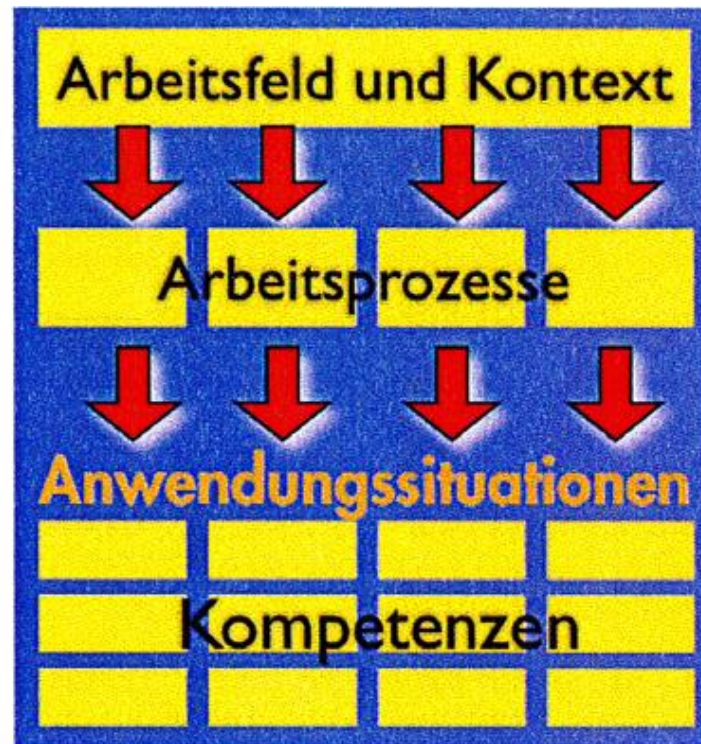 Arbeitsfeld und Kontext
Arbeitsprozesse
Anwendungssituationen
Kompetenzen